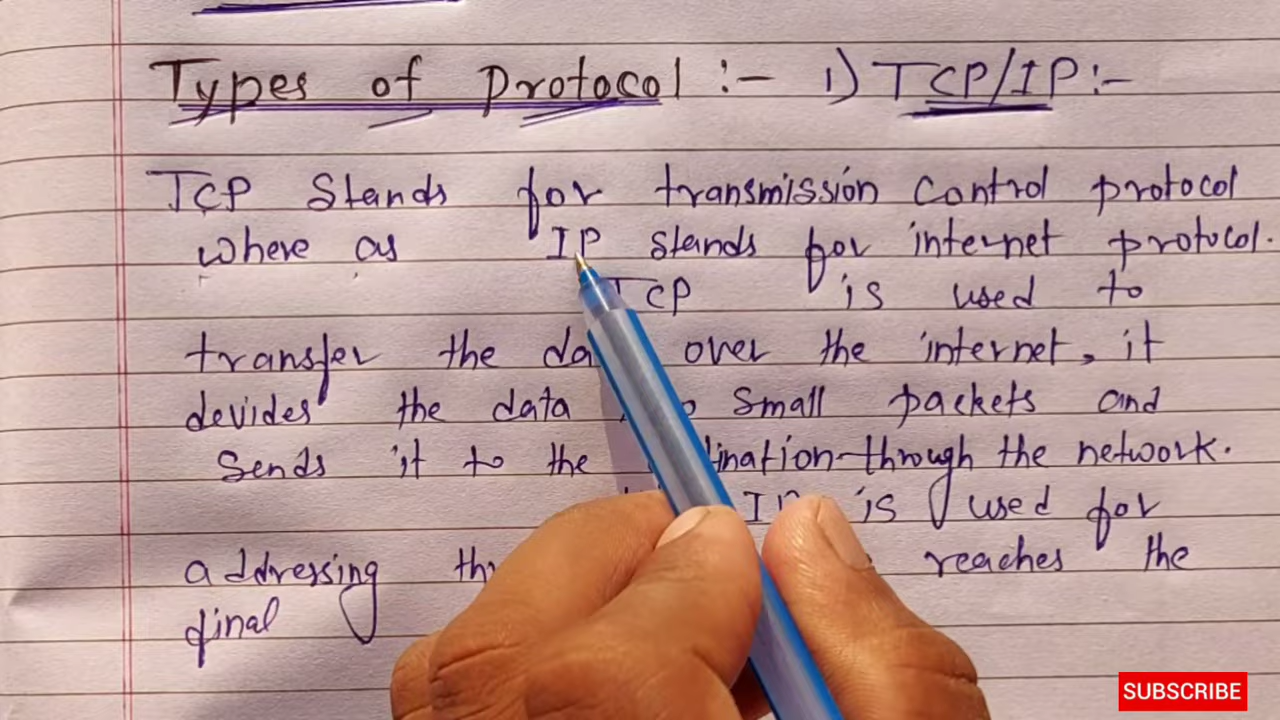 Types of Protocol :- 1) TCP/IP :-
TCP Stands for transmission Control protocol
where as IP stands for internet protocol.
TCP is used to
transfer the over the internet, it
devides the data small packets and
Sends it to the through the network.
is used for
addressing reaches the
final
SUBSCRIBE